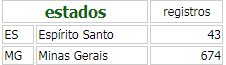 estados registros
ES Espírito Santo 43
MG Minas Gerais 674